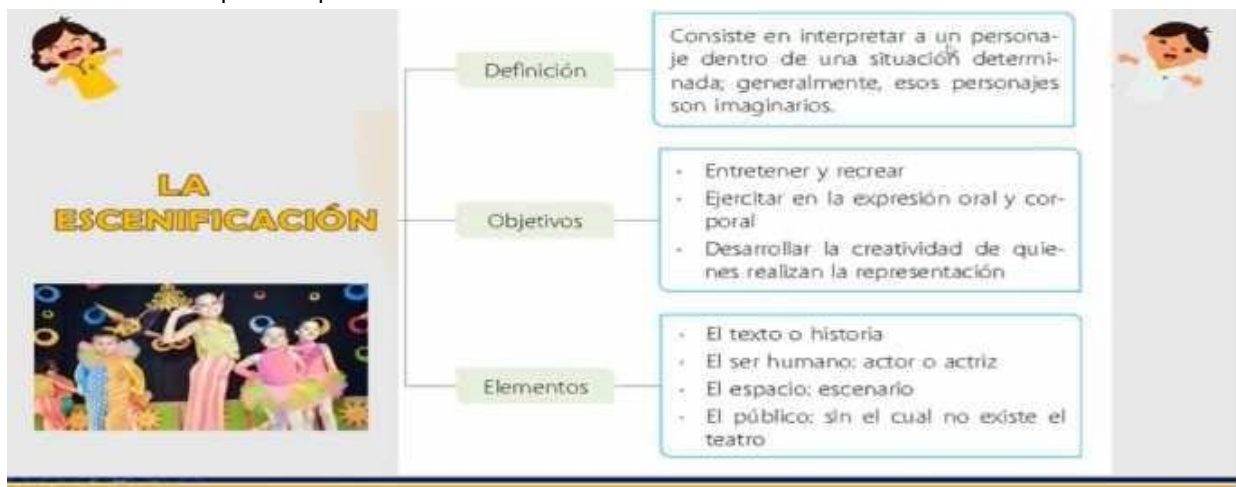 LA
ESCENIFICACIÓN
Definición
Consiste en interpretar a un persona-
je dentro de una situación determi-
nada; generalmente, esos personajes
son imaginarios.
Objetivos
- Entretener y recrear
- Ejercitar en la expresión oral y cor-
poral
- Desarrollar la creatividad de quie-
nes realizan la representación
Elementos
- El texto o historia
- El ser humano: actor o actriz
- El espacio: escenario
- El público: sin el cual no existe el
teatro